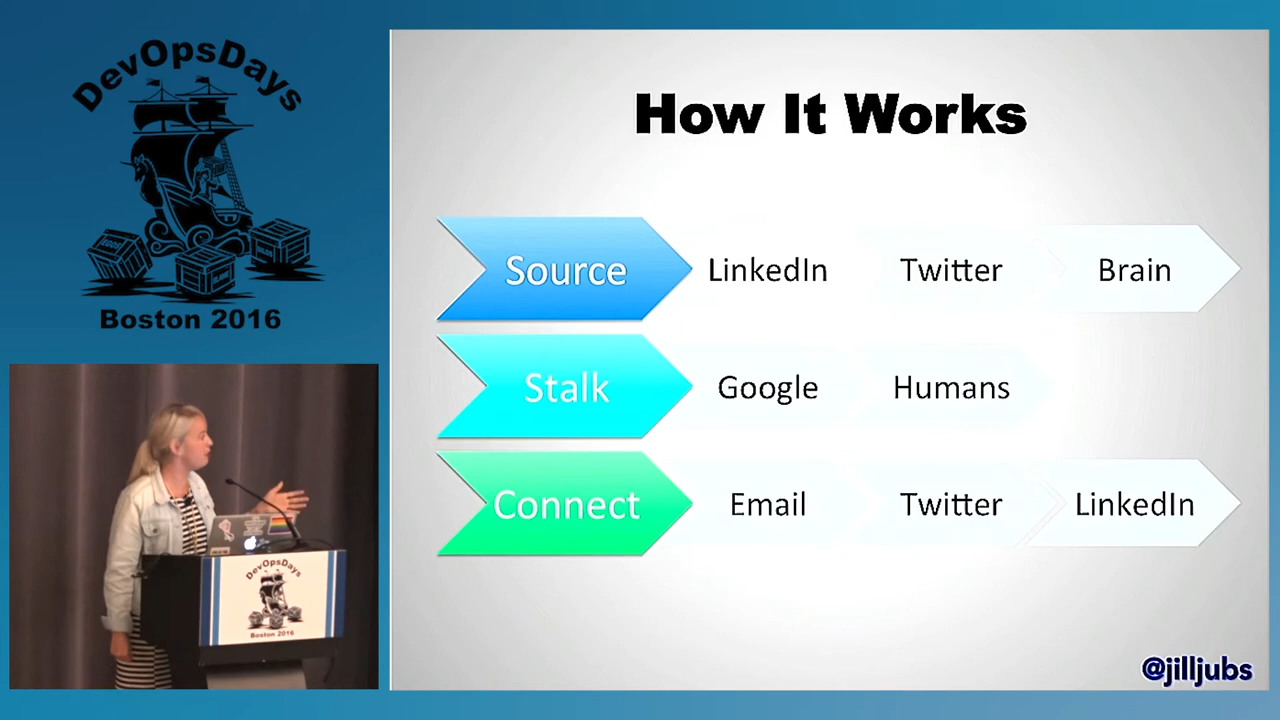 DevOpsDays
Boston 2016
How It Works
Source LinkedIn Twitter Brain
Stalk Google Humans
Connect Email Twitter LinkedIn
DevOpsDays
Boston 2016
@jilljubs